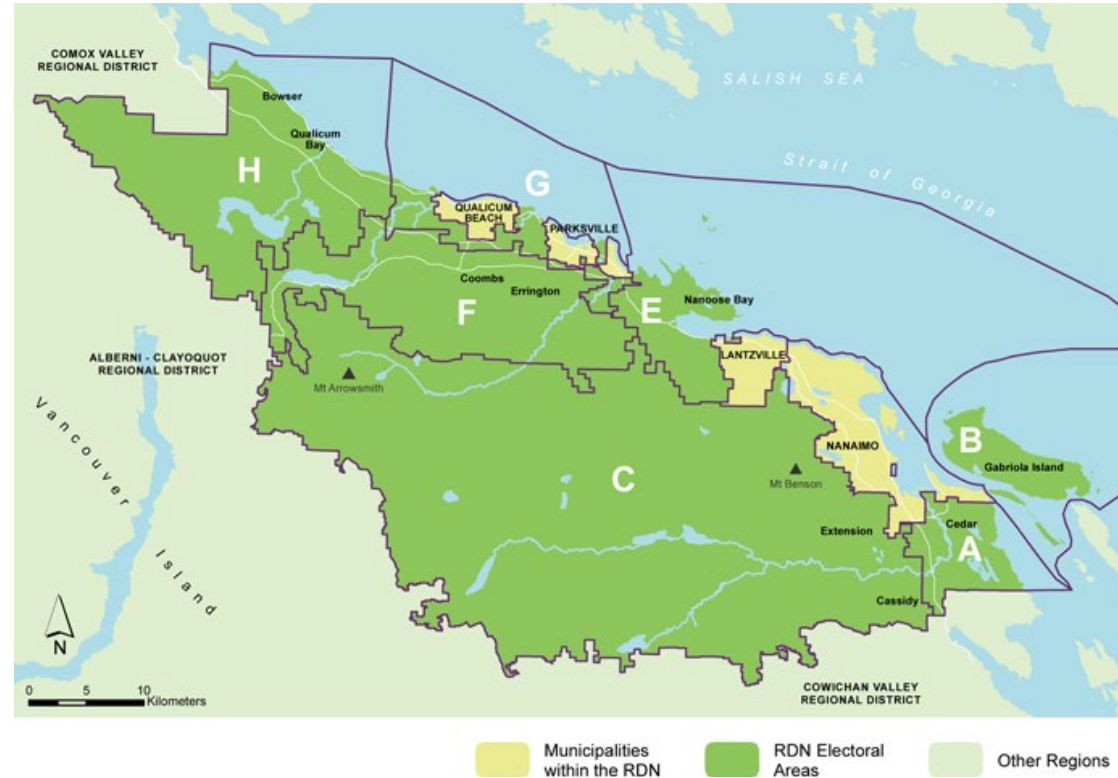 COMOX VALLEY
REGIONAL DISTRICT
SALISH SEA
Bowser
Qualicum
Bay
Strait of Georgia
H
G
QUALICUM
BEACH
PARKSVILLE
Coombs
Errington
Nanoose Bay
F
E
ALBERNI - CLAYOQUOT
REGIONAL DISTRICT
LANTZVILLE
Mt Arrowsmith
Vancouver Island
B
NANAIMO
Gabriola Island
C
Mt Benson
Extension
Cedar
A
Cassidy
N
0 5 10
Kilometers
COWICHAN VALLEY
REGIONAL DISTRICT
Municipalities
within the RDN
RDN Electoral
Areas
Other Regions